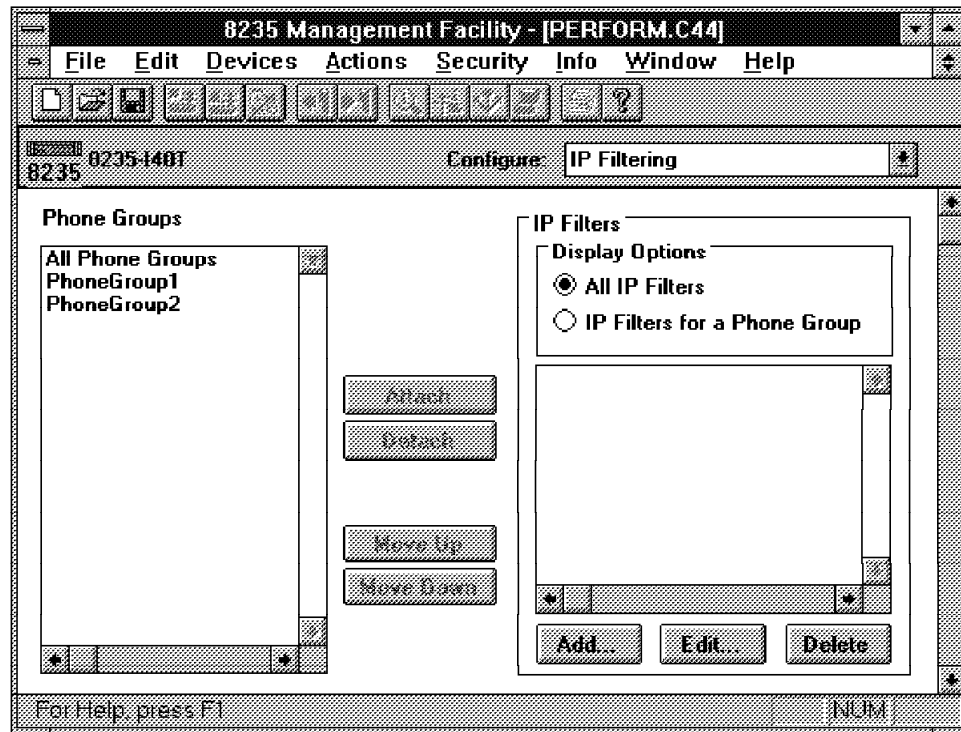 8235 Management Facility - [PERFORM.C44]
File Edit Devices Actions Security Info Window Help
8235 8235-I40T Configure: IP Filtering
Phone Groups
All Phone Groups
PhoneGroup1
PhoneGroup2
Attach
Detach
Move Up
Move Down
IP Filters
Display Options
All IP Filters
IP Filters for a Phone Group
Add... Edit... Delete
For Help, press F1 NUM